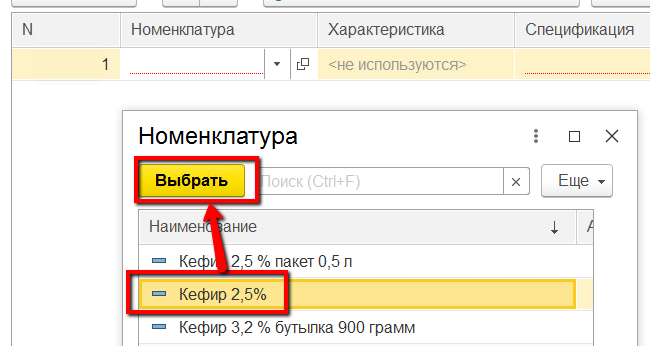 N Номенклатура Характеристика Спецификация
1 <не используются>
Номенклатура
Выбрать Поиск (Ctrl+F) × Еще
Наименование
Кефир 2,5 % пакет 0,5 л
Кефир 2,5%
Кефир 3,2 % бутылка 900 грамм